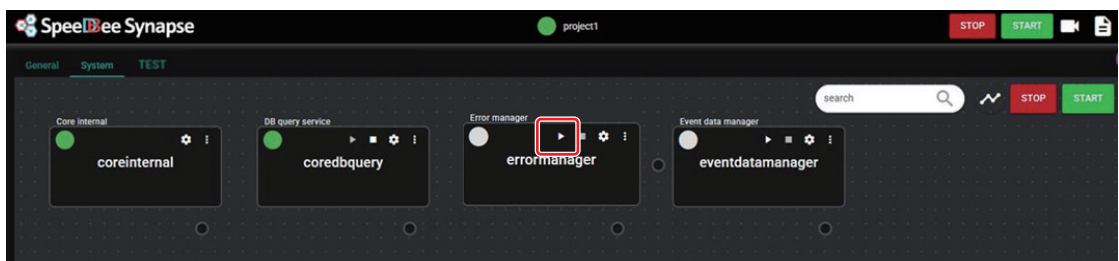 SpeeDBee Synapse
project1
STOP
START
General
System
TEST
search
STOP
START
Core internal
coreinternal
DB query service
coredbquery
Error manager
errormanager
Event data manager
eventdatamanager